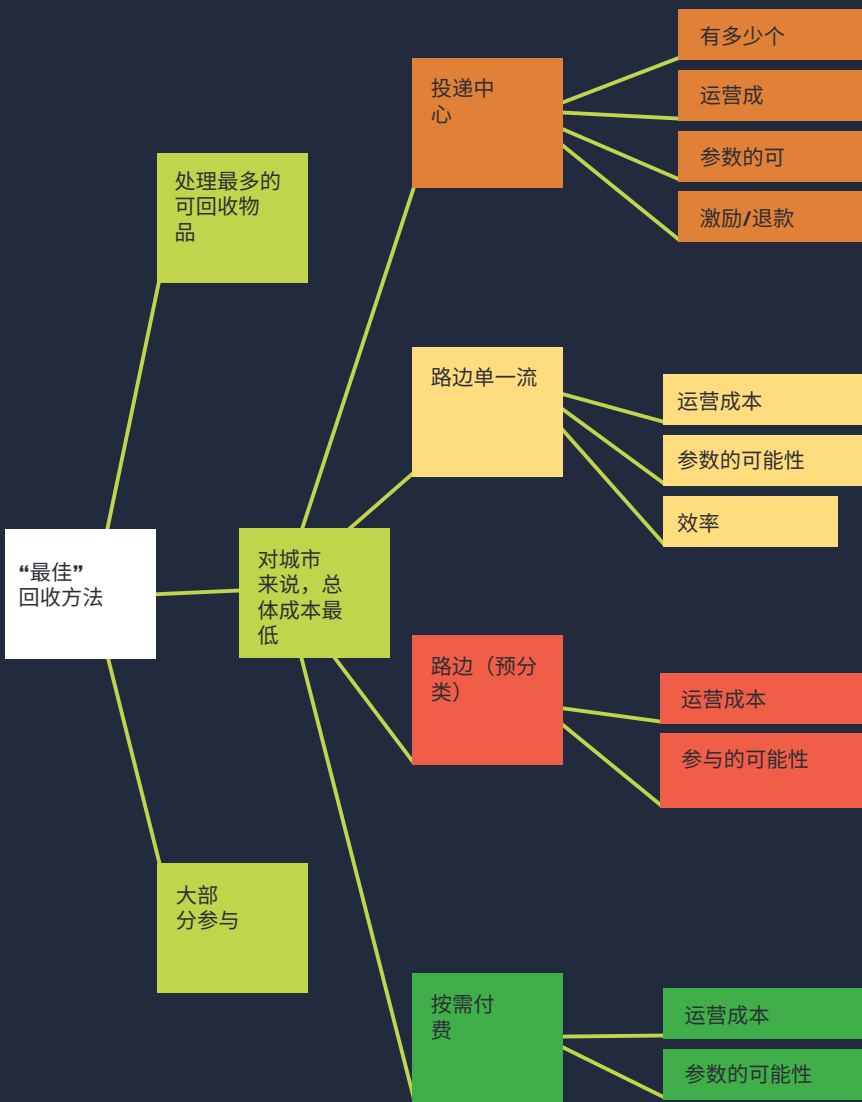 “最佳”
回收方法
处理最多的
可回收物
品
对城市
来说，总
体成本最
低
大部
分参与
投递中
心
有多少个
运营成
参数的可
激励/退款
路边单一流
运营成本
参数的可能性
效率
路边（预分
类）
运营成本
参与的可能性
按需付
费
运营成本
参数的可能性